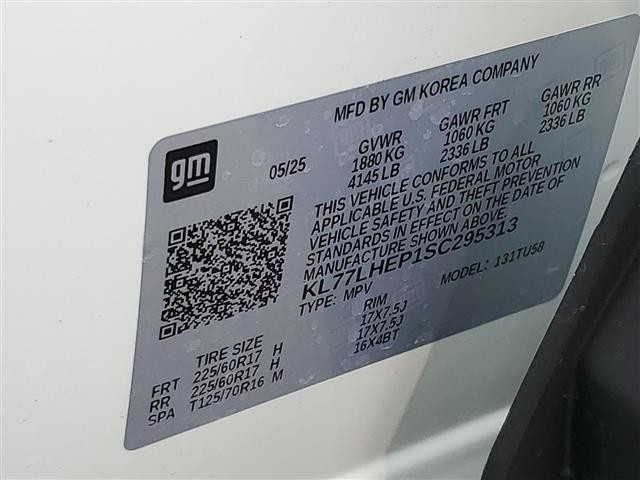 MFD BY GM KOREA COMPANY
gm
05/25
GVWR
1880 KG
4145 LB
GAWR FRT
1060 KG
2336 LB
GAWR RR
1060 KG
2336 LB
THIS VEHICLE CONFORMS TO ALL
APPLICABLE U.S. FEDERAL MOTOR
VEHICLE SAFETY AND THEFT PREVENTION
STANDARDS IN EFFECT ON THE DATE OF
MANUFACTURE SHOWN ABOVE.
KL77LHEP1SC295313
TYPE: MPV
MODEL: 131TU58
TIRE SIZE
RIM
FRT 225/60R17 H 17X7.5J
RR 225/60R17 H 17X7.5J
SPA T125/70R16 M 16X4BT